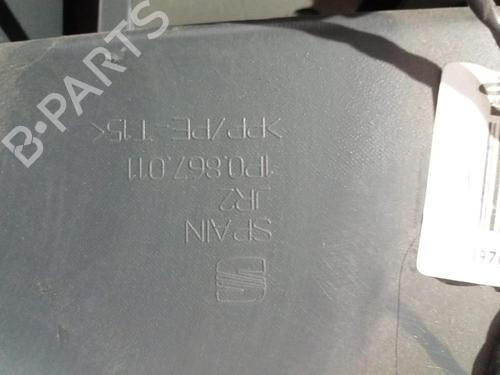 B-PARTS
>PP/PE-T15<
1P0.867.011
JR2
SPAIN